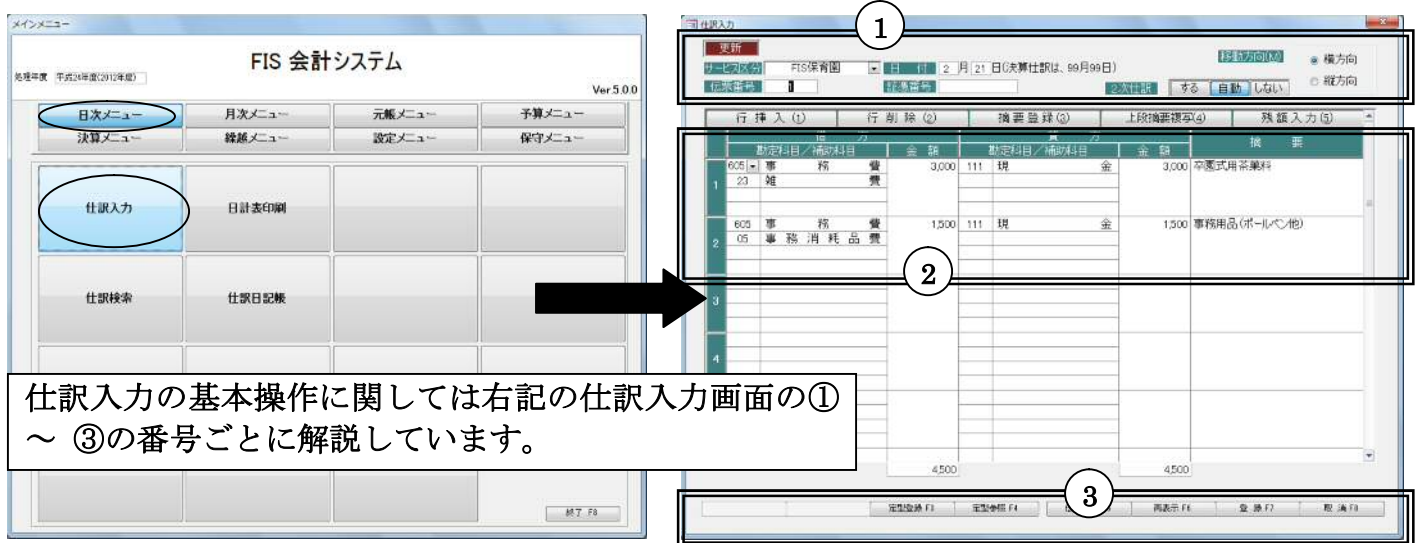 メインメニュー
FIS 会計システム
処理年度 平成24年度(2012年度)
Ver5.0.0
日次メニュー 月次メニュー 元帳メニュー 予算メニュー
決算メニュー 繰越メニュー 設定メニュー 保守メニュー
仕訳入力 日計表印刷
仕訳検索 仕訳日記帳
終了 F8
仕訳入力の基本操作に関しては右記の仕訳入力画面の①
～ ③の番号ごとに解説しています。
仕訳入力
①
更新
サービス区分 FIS保育園 日 付 2 月 21 日(決算仕訳は、99月99日)
移動方向(M) 横方向
縦方向
伝票番号 1 証憑番号 2次仕訳 する 自動 しない
行 挿 入 (1) 行 削 除 (2) 摘 要 登 録 (3) 上段摘要複写(4) 残 額 入 力 (5)
借 方 貸 方 摘 要
勘定科目／補助科目 金 額 勘定科目／補助科目 金 額
1 605 事 務 費 3,000 111 現 金 3,000 卒園式用茶菓料
23 雑 費
2 605 事 務 費 1,500 111 現 金 1,500 事務用品(ボールペン他)
05 事 務 消 耗 品 費
②
3
4
4,500 4,500
③
定型登録 F3 定型参照 F4 再表示 F6 登 録 F7 取 消 F8